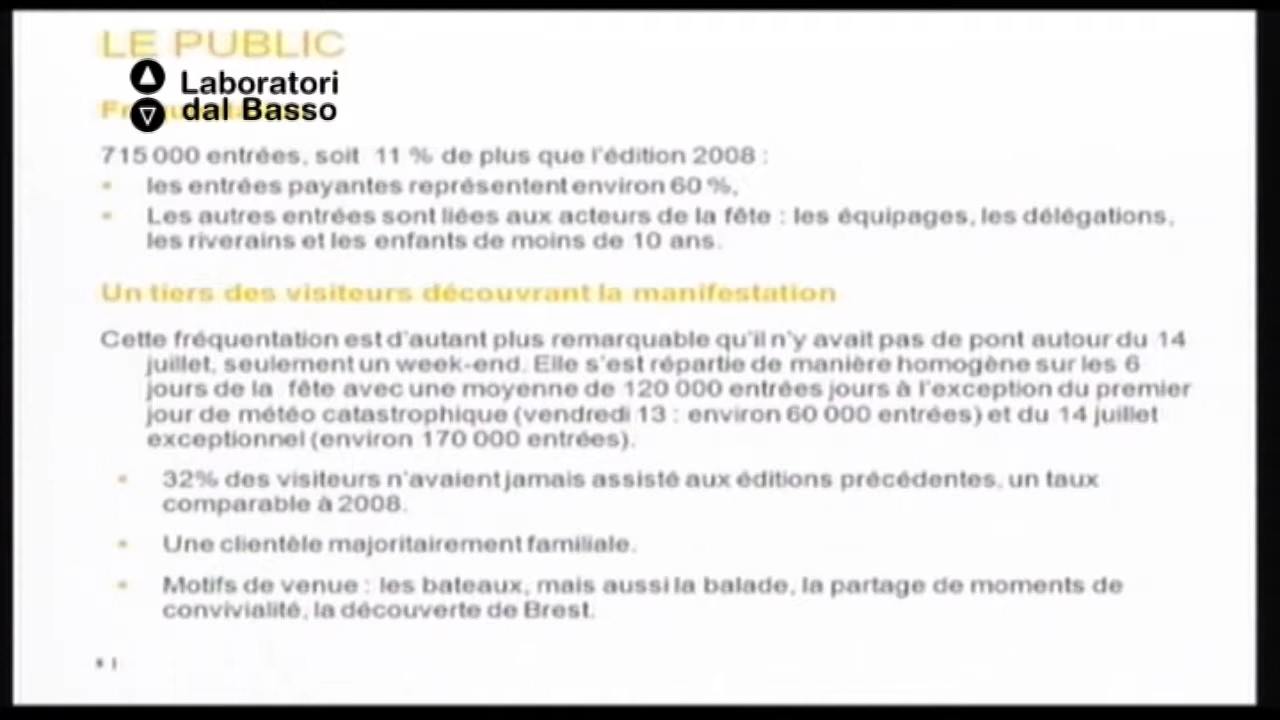 LE PUBLIC
Laboratori
dal Basso
715 000 entrées, soit 11 % de plus que l'édition 2008 :
les entrées payantes représentent environ 60 %,
Les autres entrées sont liées aux acteurs de la fête : les équipages, les délégations,
les riverains et les enfants de moins de 10 ans.
Un tiers des visiteurs découvrant la manifestation
Cette fréquentation est d'autant plus remarquable qu'il n'y avait pas de pont autour du 14
juillet, seulement un week-end. Elle s'est répartie de manière homogène sur les 6
jours de la fête avec une moyenne de 120 000 entrées jours à l'exception du premier
jour de météo catastrophique (vendredi 13 : environ 60 000 entrées) et du 14 juillet
exceptionnel (environ 170 000 entrées).
32% des visiteurs n'avaient jamais assisté aux éditions précédentes, un taux
comparable à 2008.
Une clientèle majoritairement familiale.
Motifs de venue : les bateaux, mais aussi la balade, la partage de moments de
convivialité, la découverte de Brest.